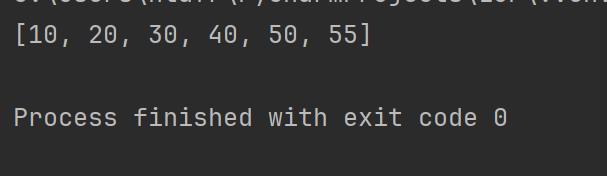 [10, 20, 30, 40, 50, 55]
Process finished with exit code 0